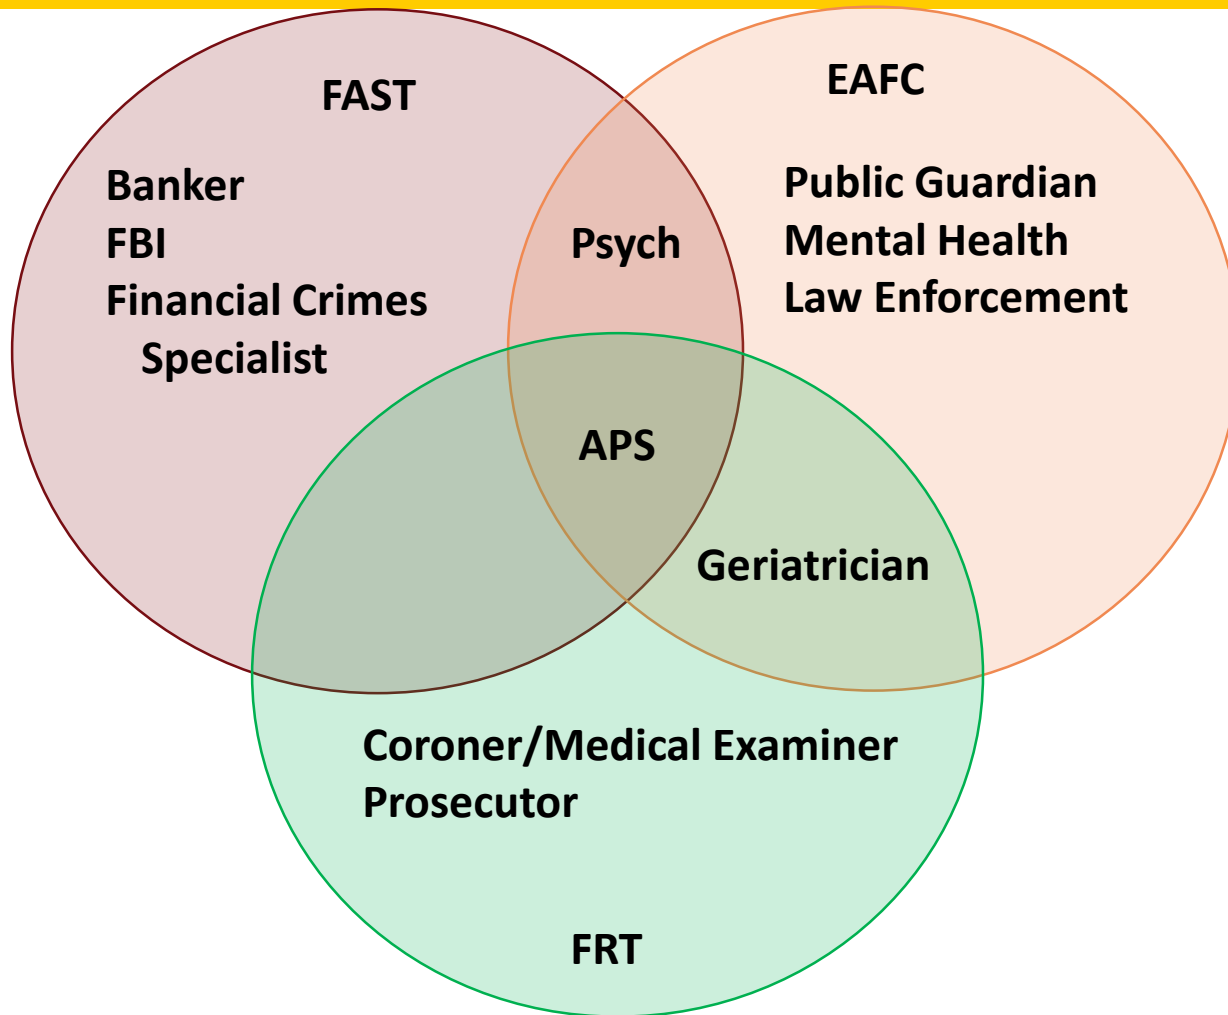 FAST
Banker
FBI
Financial Crimes
Specialist
Psych
EAFC
Public Guardian
Mental Health
Law Enforcement
APS
Geriatrician
Coroner/Medical Examiner
Prosecutor
FRT